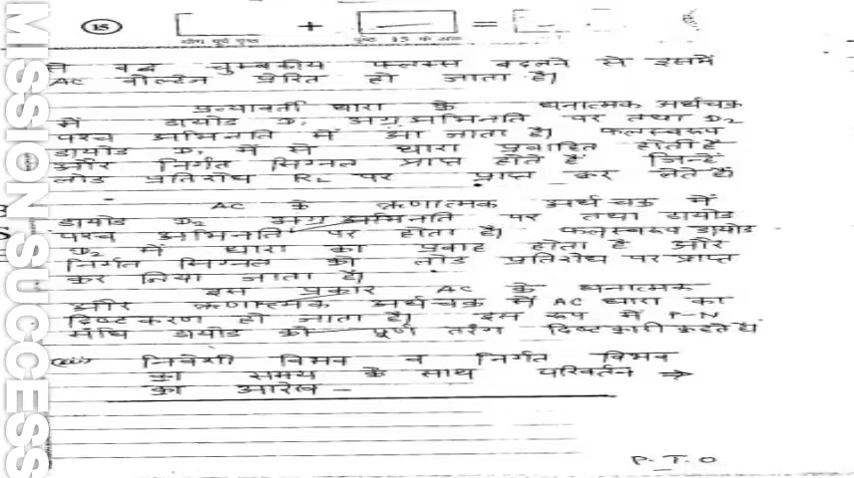 15 + =
योग पूर्व पृष्ठ पृष्ठ 15 के अंक
से बद्ध चुम्बकीय फ्लक्स बदलने से इसमें
AC वोल्टेज प्रेरित हो जाता है।
प्रत्यावर्ती धारा के धनात्मक अर्धचक्र
में डायोड D₁ अग्र अभिनति पर तथा D₂
पश्च अभिनति में आ जाता है। फलस्वरूप
डायोड D₁ में से धारा प्रवाहित होती है
और निर्गत सिग्नल प्राप्त होते हैं जिन्हें
लोड प्रतिरोध RL पर प्राप्त कर लेते हैं।
AC के ऋणात्मक अर्धचक्र में
डायोड D₂ अग्र अभिनति पर तथा डायोड
पश्च अभिनति पर होता है। फलस्वरूप डायोड
D₂ में धारा का प्रवाह होता है और
निर्गत सिग्नल को लोड प्रतिरोध पर प्राप्त
कर लिया जाता है।
इस प्रकार AC के धनात्मक
और ऋणात्मक अर्धचक्र में AC धारा का
दिष्टकरण हो जाता है। इस रूप में P-N
संधि डायोड को पूर्ण तरंग दिष्टकारी कहते हैं
(iii) निवेशी विभव व निर्गत विभव
का समय के साथ परिवर्तन →
का आरेख —
P.T.O
MISSION SUCCESS